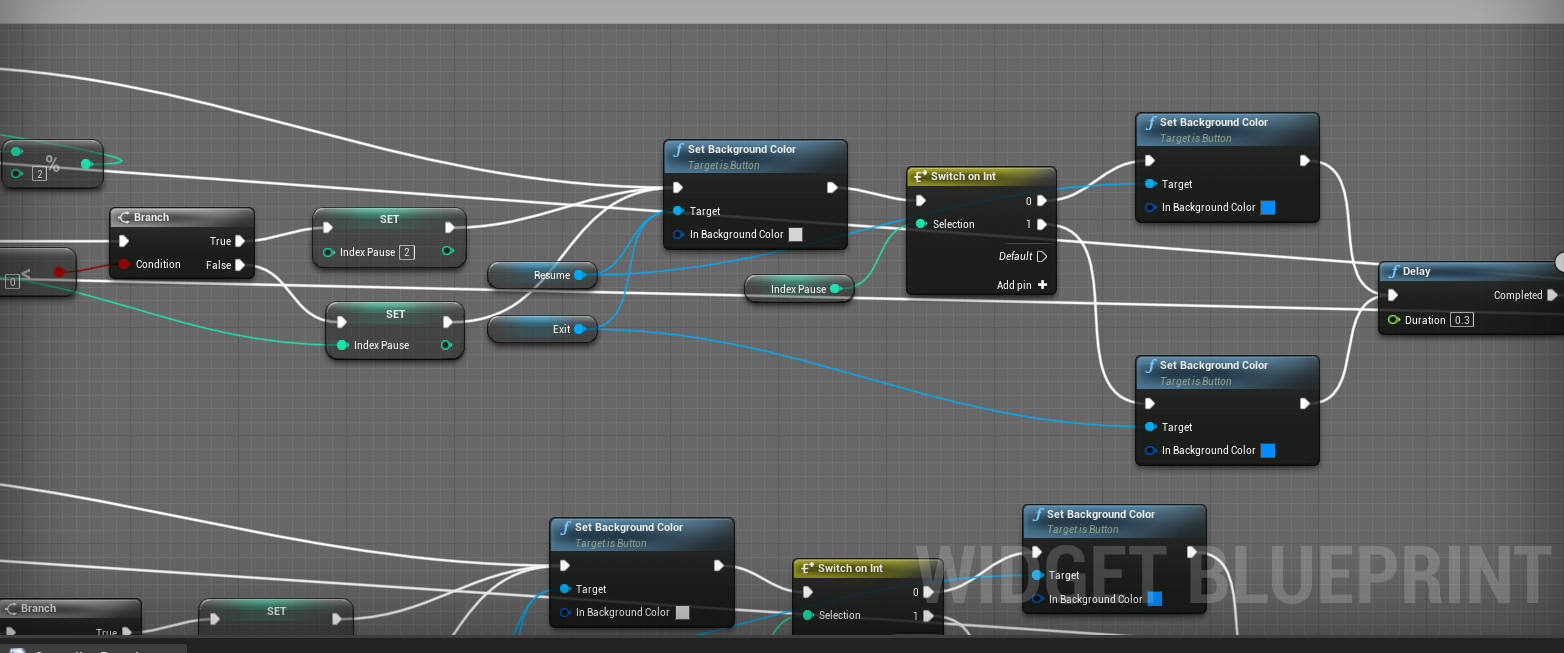 Set Background Color
Target is Button
Set Background Color
Target is Button
Target
In Background Color
Switch on Int
0
Selection
1
Default
Add pin
Target
In Background Color
%
2
Branch
True
Condition
False
SET
Index Pause 2
<
0
Resume
Index Pause
Delay
Completed
Duration 0.3
SET
Index Pause
Exit
Set Background Color
Target is Button
Target
In Background Color
Set Background Color
Target is Button
Target
In Background Color
Set Background Color
Target is Button
Target
In Background Color
Switch on Int
0
Selection
1
WIDGET BLUEPRINT
Branch
True
SET